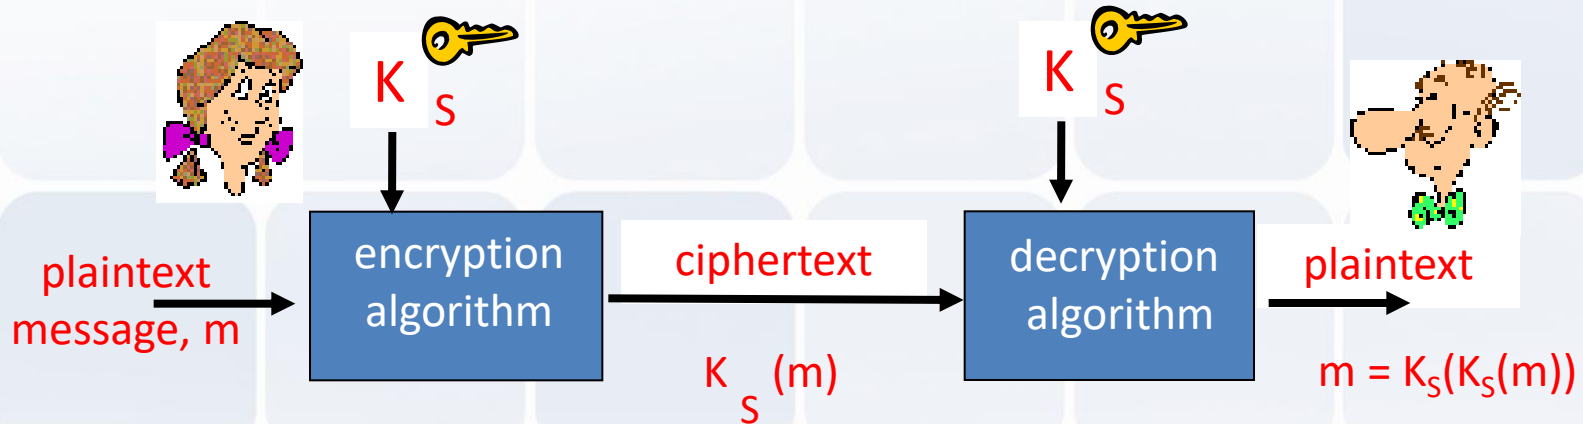 K S
K S
plaintext
message, m
encryption
algorithm
ciphertext
K S (m)
decryption
algorithm
plaintext
m = KS(KS(m))